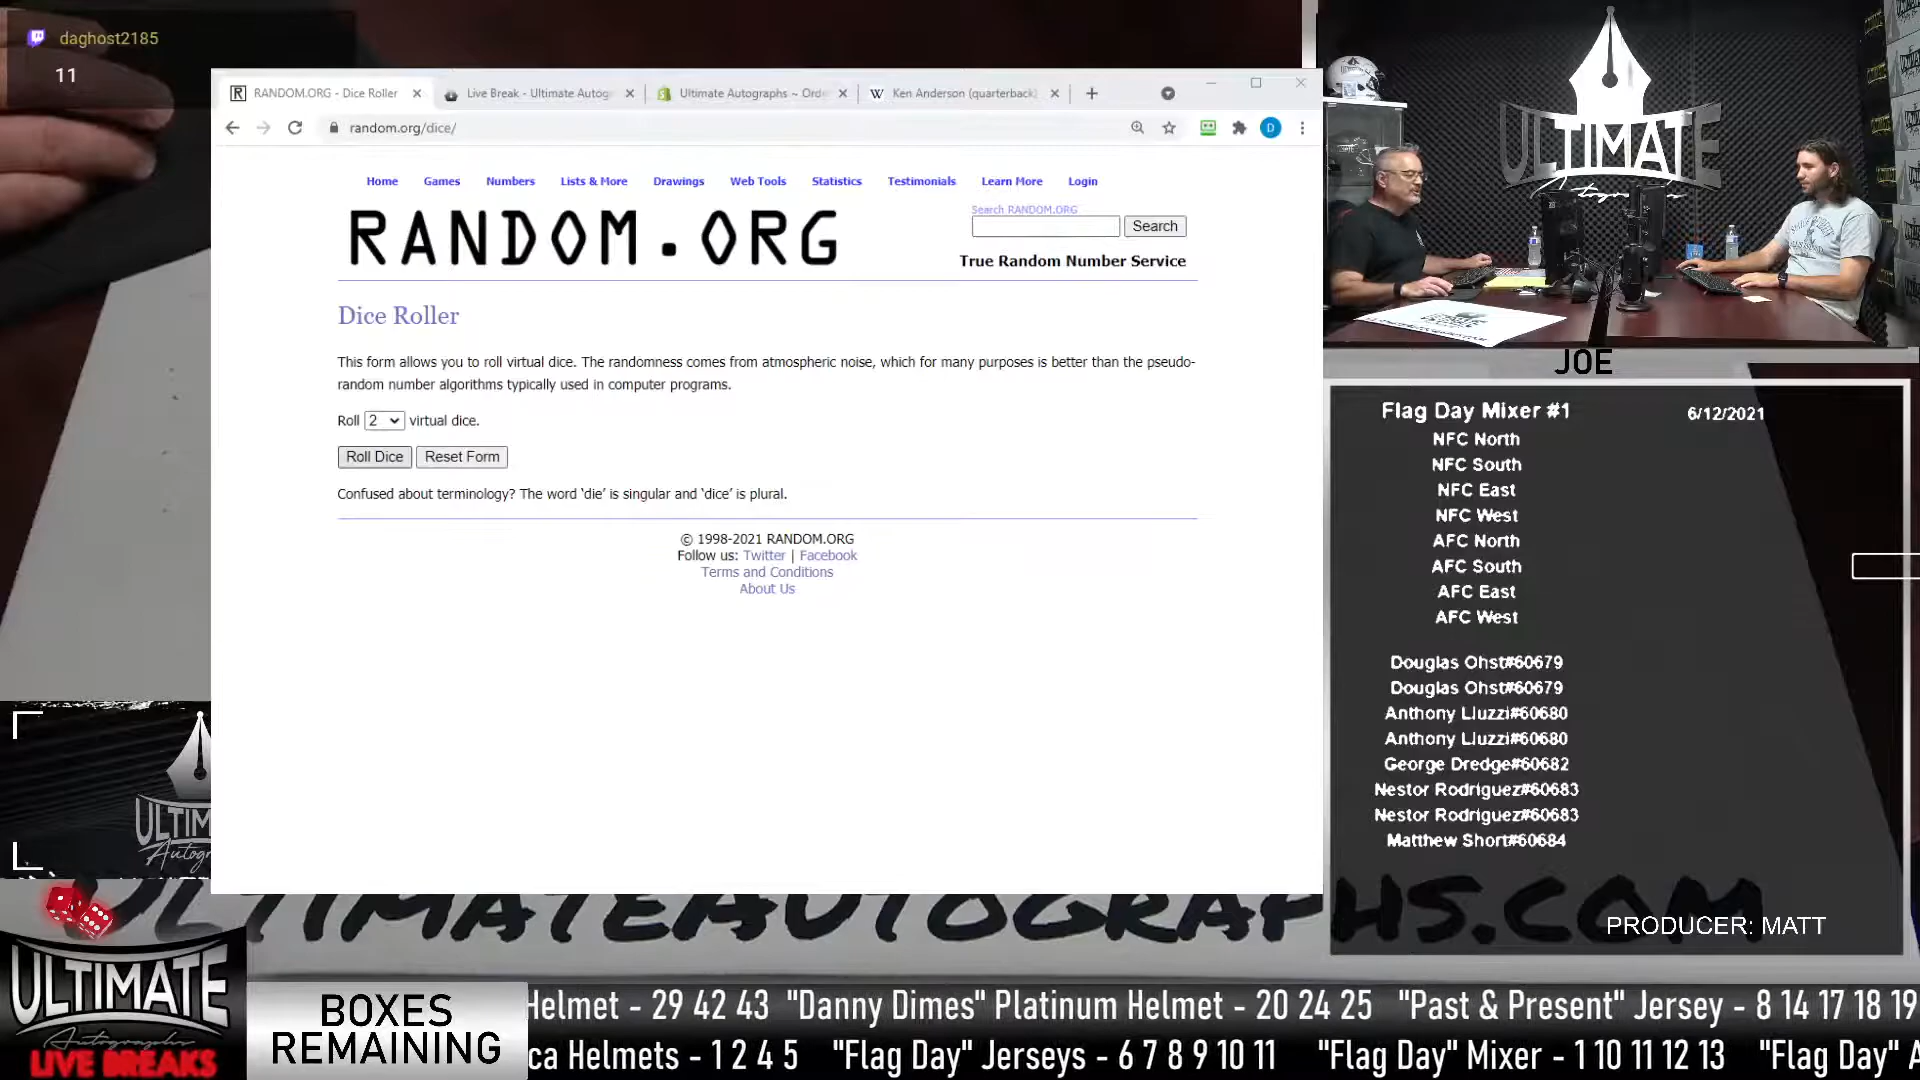 daghost2185
11
RANDOM.ORG - Dice Roller
Live Break - Ultimate Autog
Ultimate Autographs ~ Orde
Ken Anderson (quarterback)
random.org/dice/
D
Home Games Numbers Lists & More Drawings Web Tools Statistics Testimonials Learn More Login
RANDOM.ORG
Search RANDOM.ORG
Search
True Random Number Service
Dice Roller
This form allows you to roll virtual dice. The randomness comes from atmospheric noise, which for many purposes is better than the pseudo-
random number algorithms typically used in computer programs.
Roll 2 virtual dice.
Roll Dice Reset Form
Confused about terminology? The word ‘die’ is singular and ‘dice’ is plural.
© 1998-2021 RANDOM.ORG
Follow us: Twitter | Facebook
Terms and Conditions
About Us
ULTIMATE
JOE
Flag Day Mixer #1 6/12/2021
NFC North
NFC South
NFC East
NFC West
AFC North
AFC South
AFC East
AFC West
Douglas Ohst#60679
Douglas Ohst#60679
Anthony Lluzzi#60680
Anthony Lluzzi#60680
George Dredge#60682
Nestor Rodriguez#60683
Nestor Rodriguez#60683
Matthew Short#60684
PRODUCER: MATT
ULTIM
Autogr
ULTIMATEAUTOGRAPHS.COM
ULTIMATE
Autographs
LIVE BREAKS
BOXES
REMAINING
Helmet - 29 42 43 "Danny Dimes" Platinum Helmet - 20 24 25 "Past & Present" Jersey - 8 14 17 18 19
ca Helmets - 1 2 4 5 "Flag Day" Jerseys - 6 7 8 9 10 11 "Flag Day" Mixer - 1 10 11 12 13 "Flag Day" A